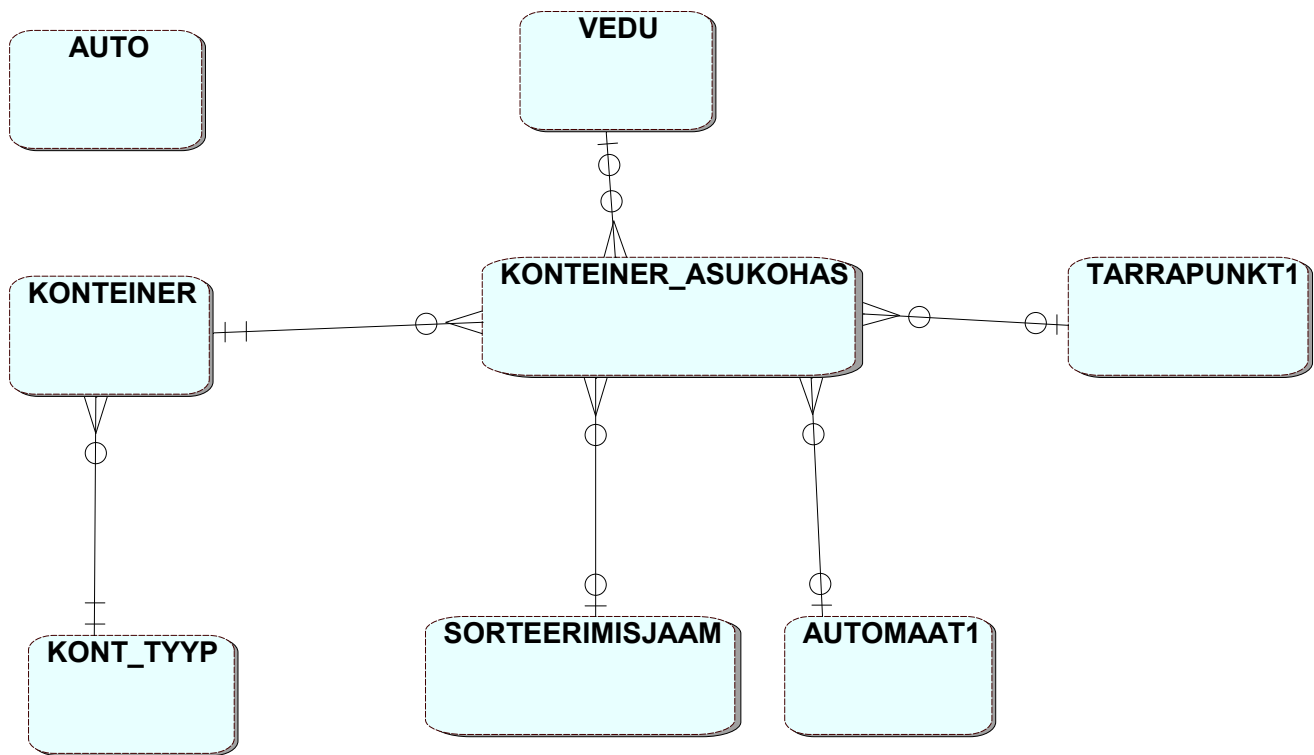 AUTO
VEDU
KONTEINER
KONTEINER_ASUKOHAS
TARRAPUNKT1
KONT_TYYP
SORTEERIMISJAAM
AUTOMAAT1